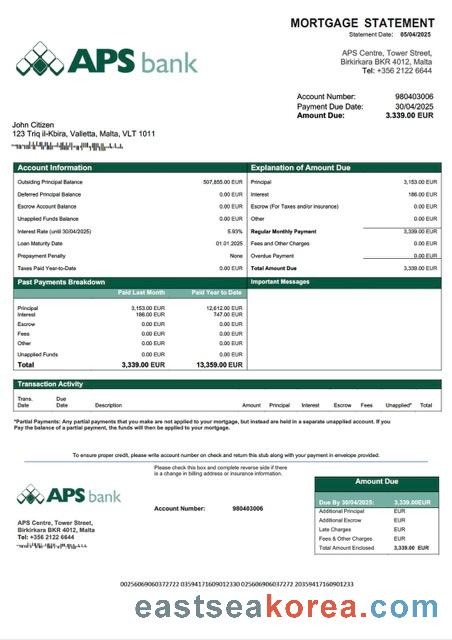 MORTGAGE STATEMENT
Statement Date: 05/04/2025
APS bank
APS Centre, Tower Street,
Birkirkara BKR 4012, Malta
Tel: +356 2122 6644
Account Number: 980403006
Payment Due Date: 30/04/2025
Amount Due: 3.339.00 EUR
John Citizen
123 Triq il-Kbira, Valletta, Malta, VLT 1011
Account Information
Outsiding Principal Balance 507,855.00 EUR
Deferred Principal Balance 0.00 EUR
Escrow Account Balance 0.00 EUR
Unapplied Funds Balance 0.00 EUR
Interest Rate (until 30/04/2025) 5.93%
Loan Maturity Date 01.01.2025
Prepayment Penalty None
Taxes Paid Year-to-Date 0.00 EUR
Explanation of Amount Due
Principal 3,153.00 EUR
Interest 186.00 EUR
Escrow (For Taxes and/or insurance) 0.00 EUR
Other 0.00 EUR
Regular Monthly Payment 3,339.00 EUR
Fees and Other Charges 0.00 EUR
Overdue Payment 0.00 EUR
Total Amount Due 3,339.00 EUR
Past Payments Breakdown
Paid Last Month Paid Year to Date
Principal 3,153.00 EUR 12,612.00 EUR
Interest 186.00 EUR 747.00 EUR
Escrow 0.00 EUR 0.00 EUR
Fees 0.00 EUR 0.00 EUR
Other 0.00 EUR 0.00 EUR
Unapplied Funds 0.00 EUR 0.00 EUR
Total 3,339.00 EUR 13,359.00 EUR
Important Messages
Transaction Activity
Trans. Date Due Date Description Amount Principal Interest Escrow Fees Unapplied* Total
*Partial Payments: Any partial payments that you make are not applied to your mortgage, but instead are held in a separate unapplied account. If you
Pay the balance of a partial payment, the funds will then be applied to your mortgage.
To ensure proper credit, please write account number on check and return this stub along with your payment in envelope provided.
Please check this box and complete reverse side if there
is a change in billing address or insurance information.
APS bank
Account Number: 980403006
APS Centre, Tower Street,
Birkirkara BKR 4012, Malta
Tel: +356 2122 6644
Amount Due
Due By 30/04/2025: 3,339.00EUR
Additional Principal EUR
Additional Escrow EUR
Late Charges EUR
Fees & Other Charges EUR
Total Amount Enclosed 3,339.00 EUR
00256069060372722 03594171609012330 0256069060 37272 20359417160901233
eastseakorea.com